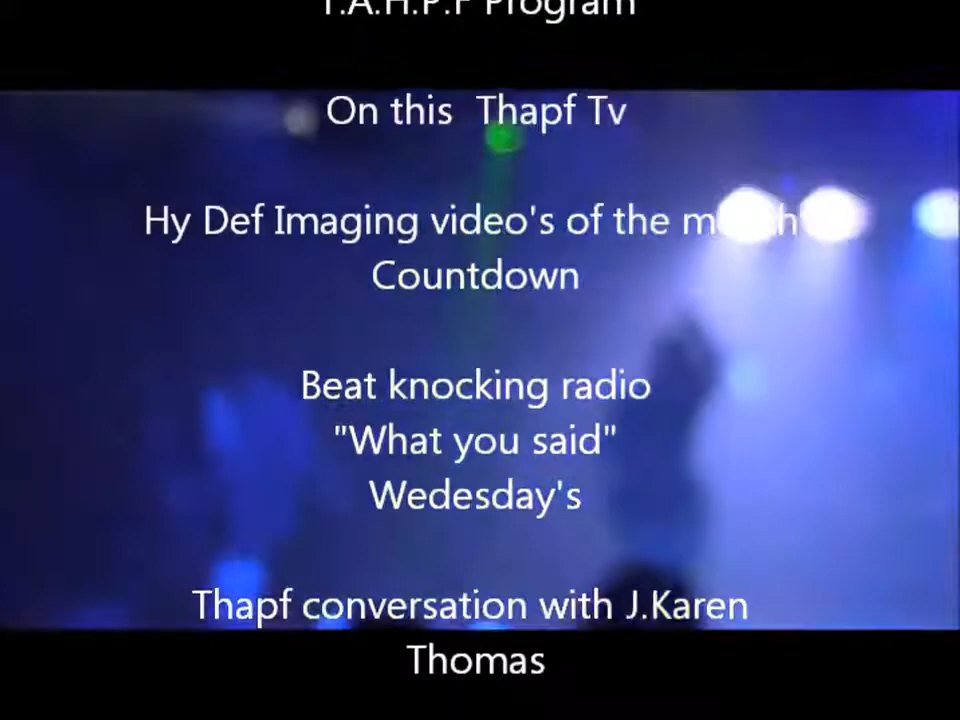 T.A.H.P.F Program
On this Thapf Tv
Hy Def Imaging video's of the month
Countdown
Beat knocking radio
"What you said"
Wedesday's
Thapf conversation with J.Karen
Thomas